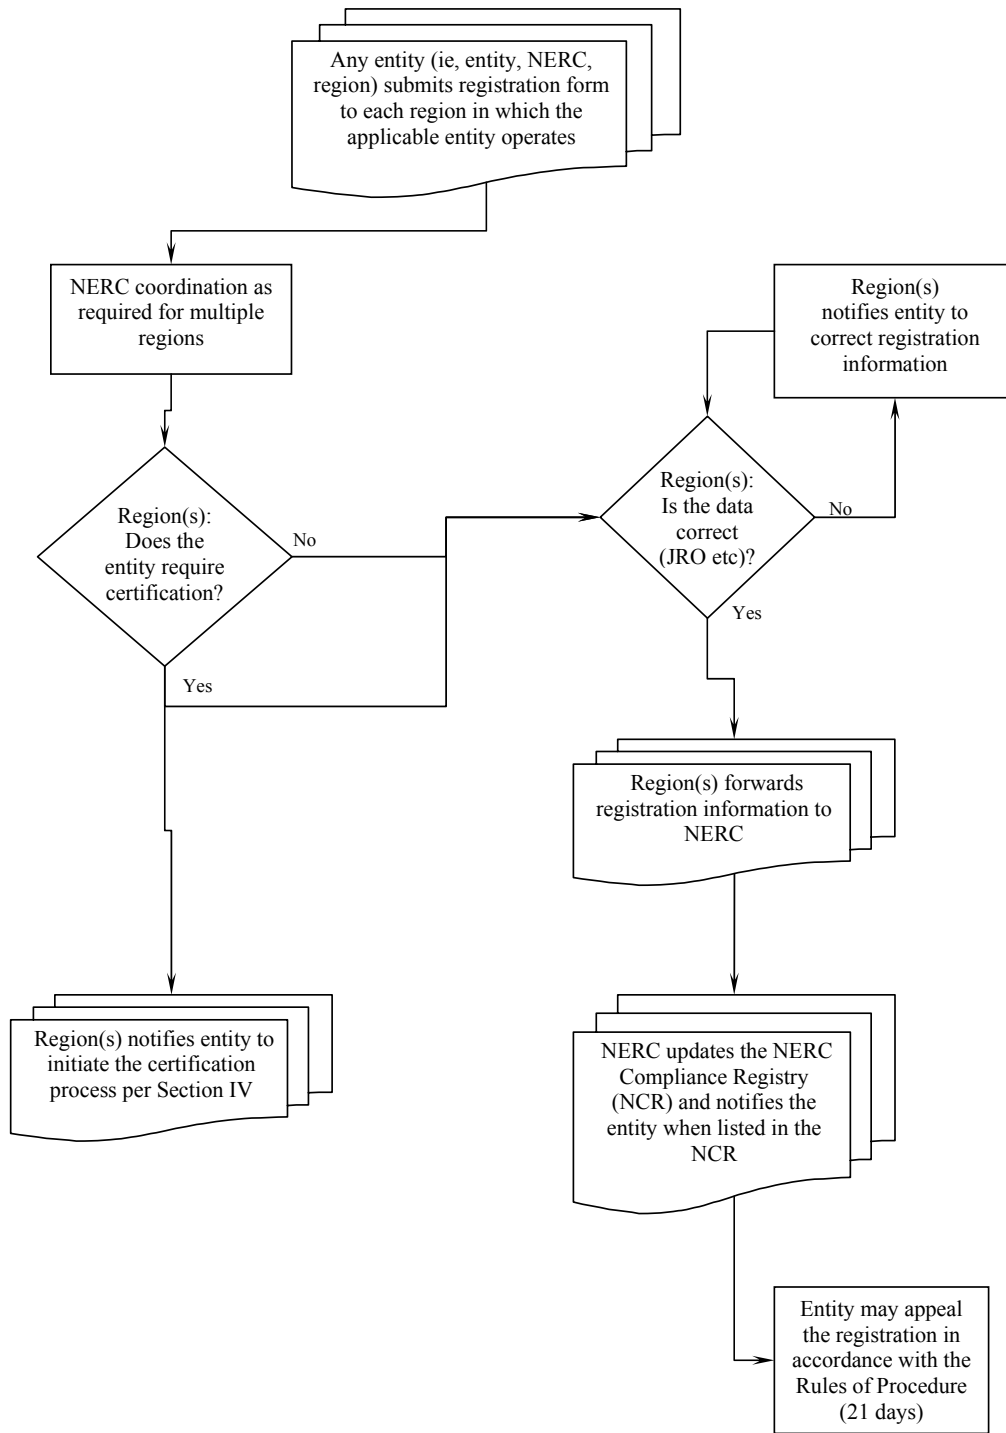 Any entity (ie, entity, NERC,
region) submits registration form
to each region in which the
applicable entity operates
NERC coordination as
required for multiple
regions
Region(s)
notifies entity to
correct registration
information
Region(s):
Does the
entity require
certification?
No
Yes
Region(s):
Is the data
correct
(JRO etc)?
No
Yes
Region(s) forwards
registration information to
NERC
Region(s) notifies entity to
initiate the certification
process per Section IV
NERC updates the NERC
Compliance Registry
(NCR) and notifies the
entity when listed in the
NCR
Entity may appeal
the registration in
accordance with the
Rules of Procedure
(21 days)